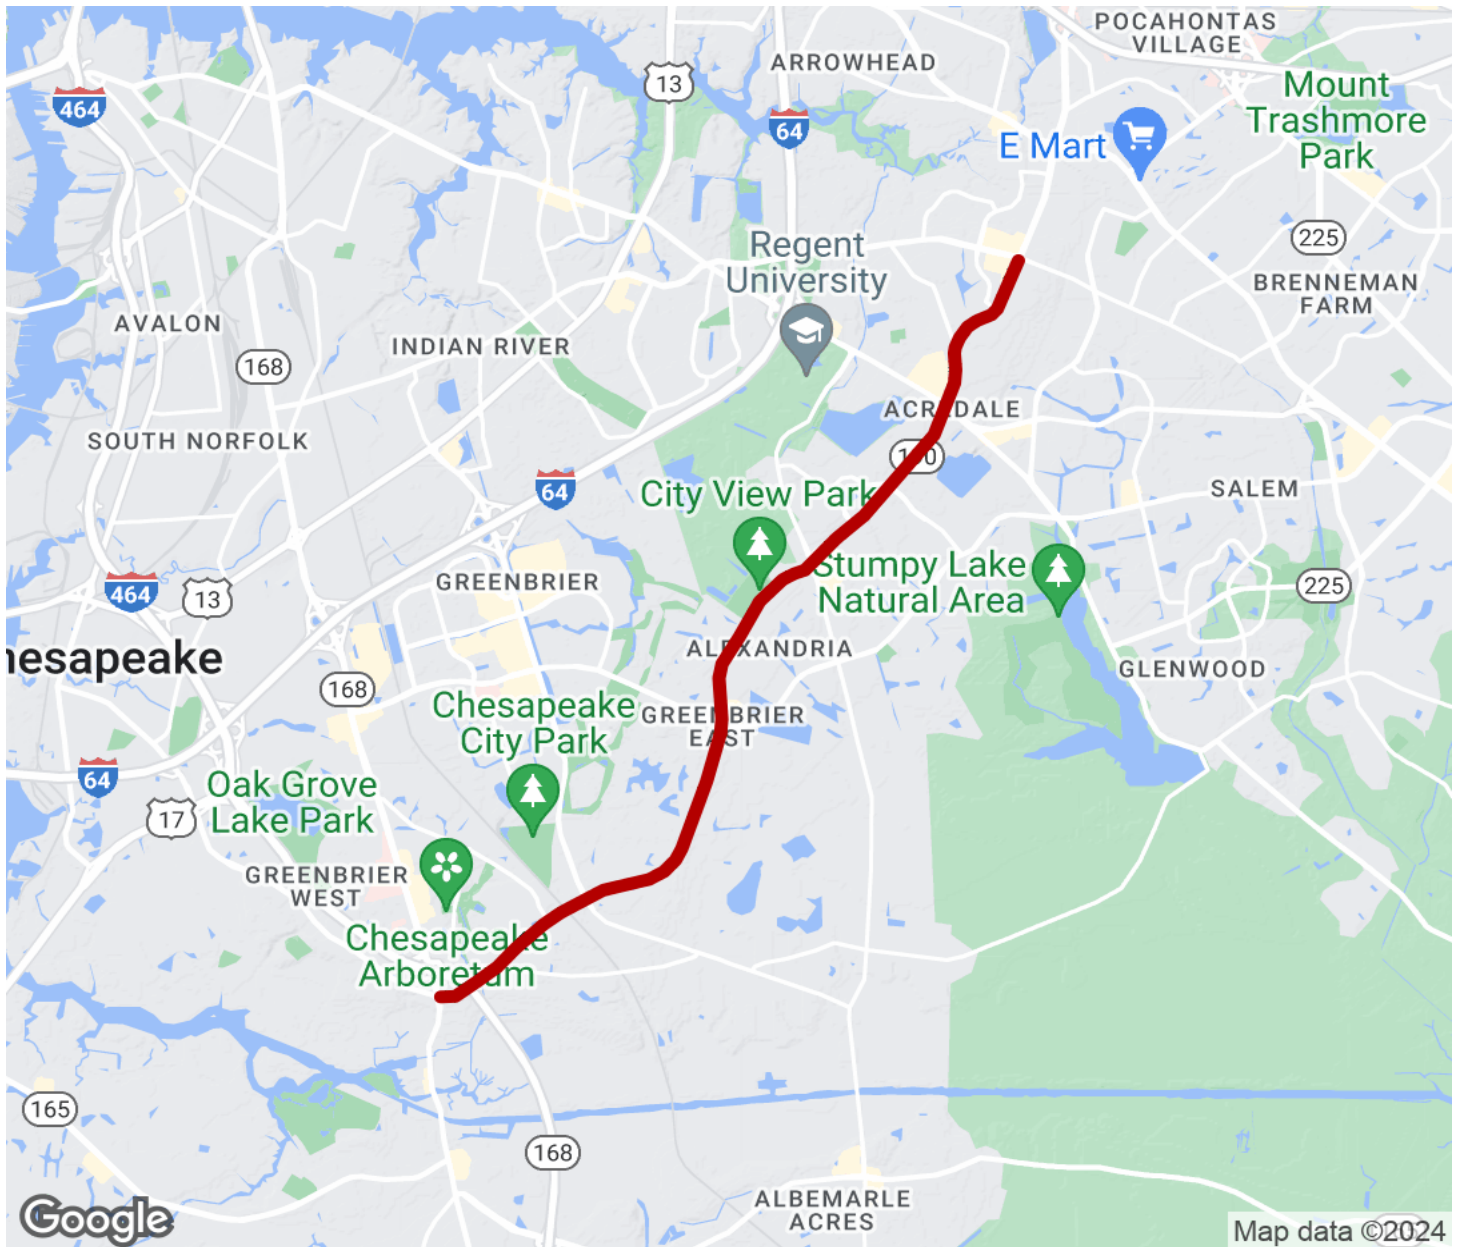 POCAHONTAS
VILLAGE
ARROWHEAD
13
464
64
Mount
Trashmore
Park
E Mart
225
Regent
University
BRENNEMAN
FARM
AVALON
INDIAN RIVER
168
ACREDALE
SOUTH NORFOLK
64
City View Park
SALEM
GREENBRIER
Stumpy Lake
Natural Area
464
13
225
hesapeake
ALEXANDRIA
GLENWOOD
168
Chesapeake
City Park
GREENBRIER
EAST
64
Oak Grove
Lake Park
17
GREENBRIER
WEST
Chesapeake
Arboretum
165
168
ALBEMARLE
ACRES
Google
Map data ©2024